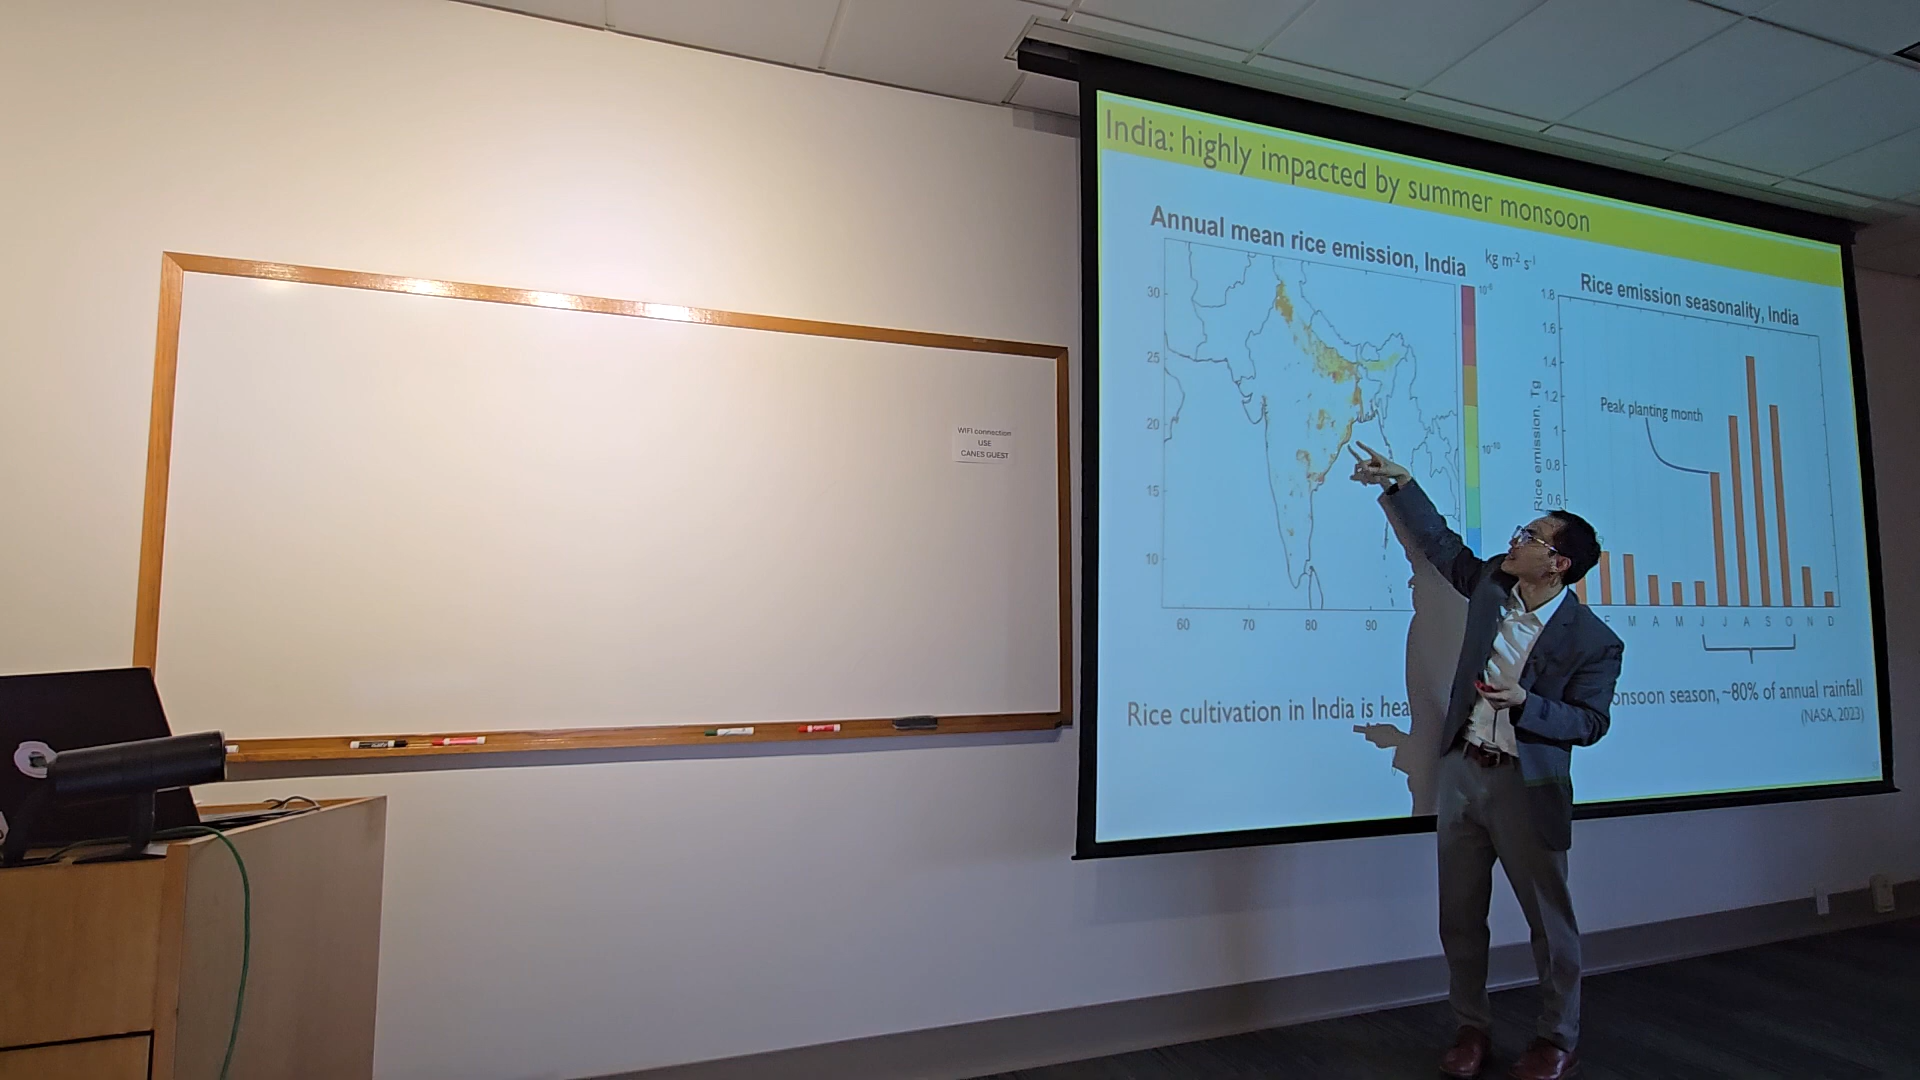 WIFI connection
USE
CANES GUEST
India: highly impacted by summer monsoon
Annual mean rice emission, India
kg m⁻² s⁻¹
30
25
20
15
10
60 70 80 90
10⁻¹⁰
Rice emission seasonality, India
1.8
1.6
1.4
1.2
1
0.8
0.6
Rice emission, Tg
Peak planting month
F M A M J J A S O N D
Rice cultivation in India is
onsoon season, ~80% of annual rainfall
(NASA, 2023)